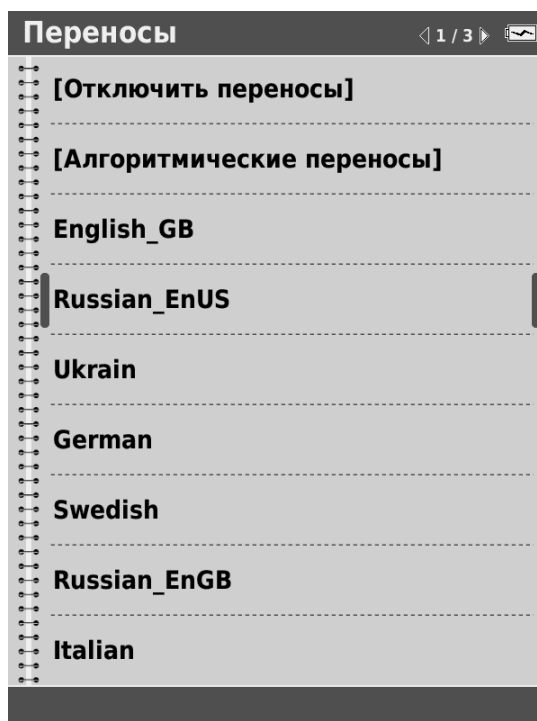 Переносы 1 / 3
[Отключить переносы]
[Алгоритмические переносы]
English_GB
Russian_EnUS
Ukrain
German
Swedish
Russian_EnGB
Italian